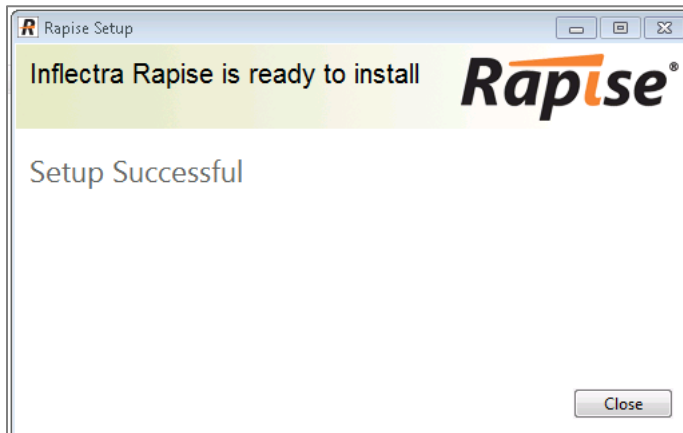 R Rapise Setup
Inflectra Rapise is ready to install
Rapise®
Setup Successful
Close